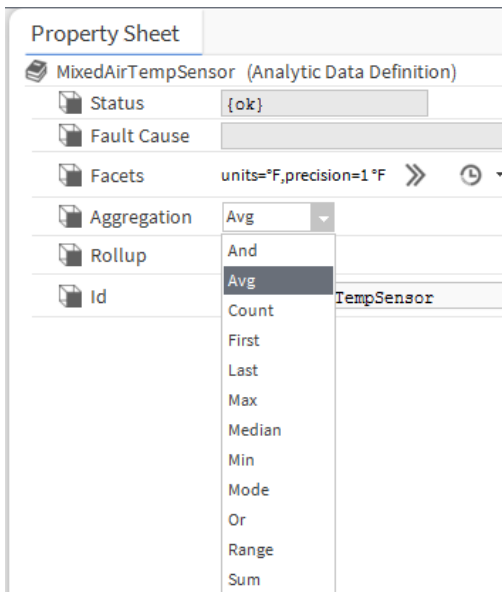 Property Sheet
MixedAirTempSensor (Analytic Data Definition)
Status {ok}
Fault Cause
Facets units=°F,precision=1 °F
Aggregation Avg
Rollup And
Avg
Id TempSensor
Count
First
Last
Max
Median
Min
Mode
Or
Range
Sum